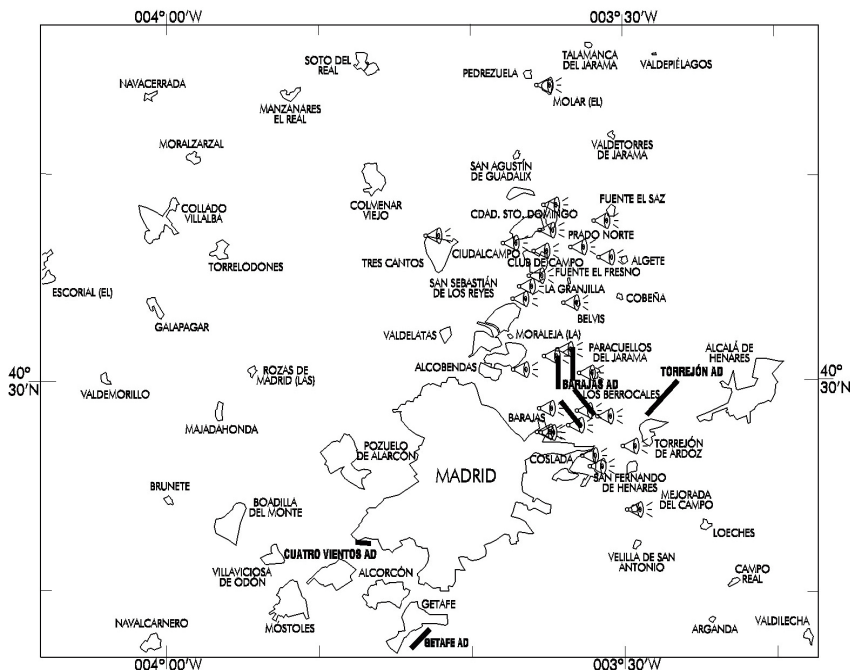 004° 00'W
003° 30'W
TALAMANCA
DEL JARAMA
VALDEPIÉLAGOS
SOTO DEL
REAL
PEDREZUELA
NAVACERRADA
MANZANARES
EL REAL
MOLAR (EL)
MORALZARZAL
VALDETORRES
DE JARAMA
SAN AGUSTÍN
DE GUADALIX
COLMENAR
VIEJO
FUENTE EL SAZ
COLLADO
VILLALBA
CDAD. STO. DOMINGO
PRADO NORTE
TORRELODONES
TRES CANTOS
CIUDALCAMPO
CLUB DE CAMPO
ALGETE
FUENTE EL FRESNO
ESCORIAL (EL)
SAN SEBASTIÁN
DE LOS REYES
LA GRANJILLA
COBEÑA
GALAPAGAR
BELVIS
VALDELATAS
MORALEJA (LA)
PARACUELLOS
DEL JARAMA
ALCALÁ DE
HENARES
ALCOBENDAS
ROZAS DE
MADRID (LAS)
TORREJÓN AD
40°
30'N
40°
30'N
BARAJAS AD
VALDEMORILLO
LOS BERROCALES
BARAJAS
MAJADAHONDA
POZUELO
DE ALARCÓN
TORREJÓN
DE ARDOZ
COSLADA
MADRID
SAN FERNANDO
DE HENARES
BRUNETE
BOADILLA
DEL MONTE
MEJORADA
DEL CAMPO
LOECHES
CUATRO VIENTOS AD
VELILLA DE SAN
ANTONIO
VILLAVICIOSA
DE ODÓN
ALCORCÓN
CAMPO
REAL
GETAFE
MÓSTOLES
NAVALCARNERO
ARGANDA
VALDILECHA
GETAFE AD
004° 00'W
003° 30'W